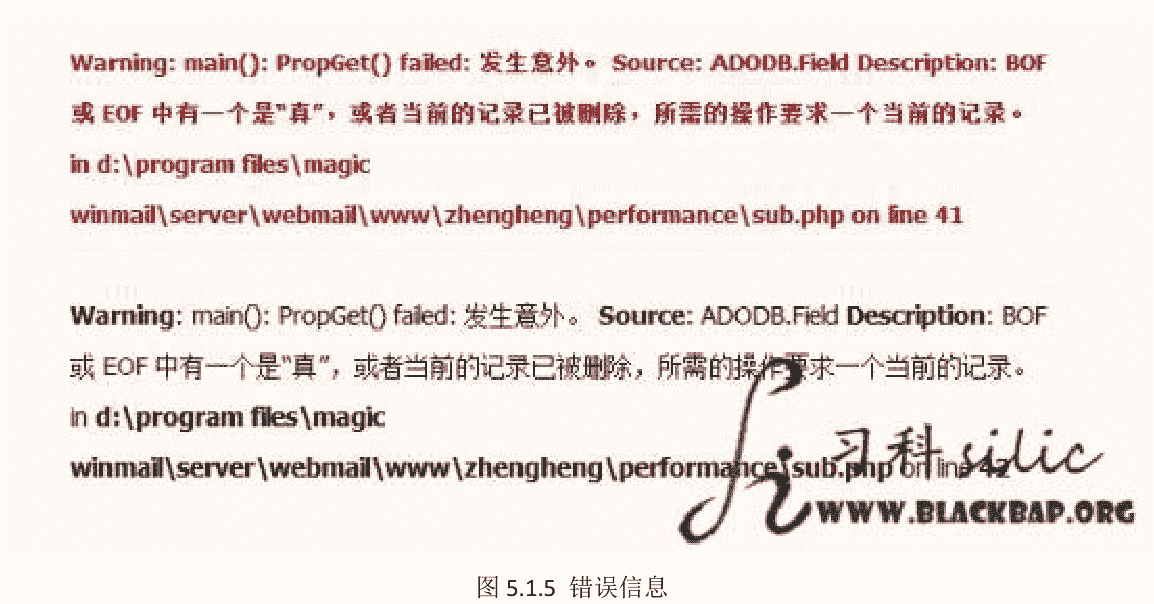 Warning: main(): PropGet() failed: 发生意外。 Source: ADODB.Field Description: BOF
或 EOF 中有一个是“真”，或者当前的记录已被删除，所需的操作要求一个当前的记录。
in d:\program files\magic
winmail\server\webmail\www\zhengheng\performance\sub.php on line 41
Warning: main(): PropGet() failed: 发生意外。 Source: ADODB.Field Description: BOF
或 EOF 中有一个是“真”，或者当前的记录已被删除，所需的操作要求一个当前的记录。
in d:\program files\magic
winmail\server\webmail\www\zhengheng\performance\sub.php on line 42
习科 silic
WWW.BLACKBAP.ORG
图 5.1.5 错误信息